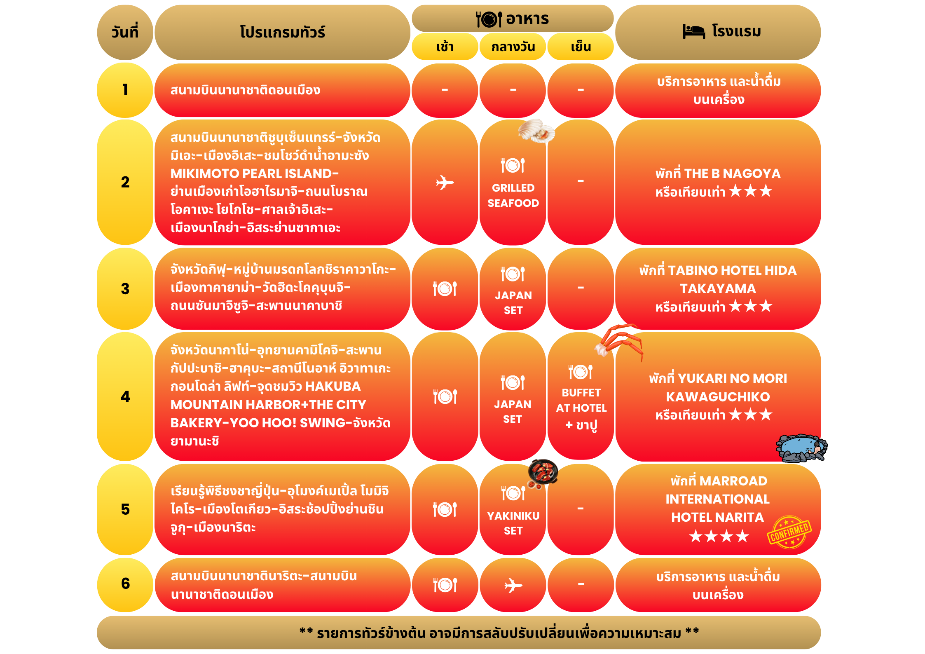 วันที่
โปรแกรมทัวร์
อาหาร
เช้า
กลางวัน
เย็น
โรงแรม
1
สนามบินนานาชาติดอนเมือง
-
-
-
บริการอาหาร และน้ำดื่ม
บนเครื่อง
2
สนามบินนานาชาติชูบุเซ็นแทรร์-จังหวัด
มิเอะ-เมืองอิเสะ-ชมโชว์ดำน้ำอามะซัง
MIKIMOTO PEARL ISLAND-
ย่านเมืองเก่าโอฮาไรมาจิ-ถนนโบราณ
โอคาเงะ โยโกโช-ศาลเจ้าอิเสะ-
เมืองนาโกย่า-อิสระย่านซากาเอะ
GRILLED
SEAFOOD
-
พักที่ THE B NAGOYA
หรือเทียบเท่า ★★★
3
จังหวัดกิฟุ-หมู่บ้านมรดกโลกชิราคาวาโกะ-
เมืองทาคายาม่า-วัดฮิดะโคคุบุนจิ-
ถนนซันมาจิซูจิ-สะพานนาคาบาชิ
JAPAN
SET
-
พักที่ TABINO HOTEL HIDA
TAKAYAMA
หรือเทียบเท่า ★★★
4
จังหวัดนากาโน่-อุทยานคามิโคจิ-สะพาน
กัปปะบาชิ-ฮาคุบะ-สถานีโนอาห์ อิวาทาเกะ
กอนโดล่า ลิฟท์-จุดชมวิว HAKUBA
MOUNTAIN HARBOR+THE CITY
BAKERY-YOO HOO! SWING-จังหวัด
ยามานะชิ
JAPAN
SET
BUFFET
AT HOTEL
+ ขาปู
พักที่ YUKARI NO MORI
KAWAGUCHIKO
หรือเทียบเท่า ★★★
5
เรียนรู้พิธีชงชาญี่ปุ่น-อุโมงค์เมเปิ้ล โมมิจิ
ไคโร-เมืองโตเกียว-อิสระช้อปปิ้งย่านชิน
จูกุ-เมืองนาริตะ
YAKINIKU
SET
-
พักที่ MARROAD
INTERNATIONAL
HOTEL NARITA
★★★★
CONFIRMED
6
สนามบินนานาชาตินาริตะ-สนามบิน
นานาชาติดอนเมือง
-
บริการอาหาร และน้ำดื่ม
บนเครื่อง
** รายการทัวร์ข้างต้น อาจมีการสลับปรับเปลี่ยนเพื่อความเหมาะสม **